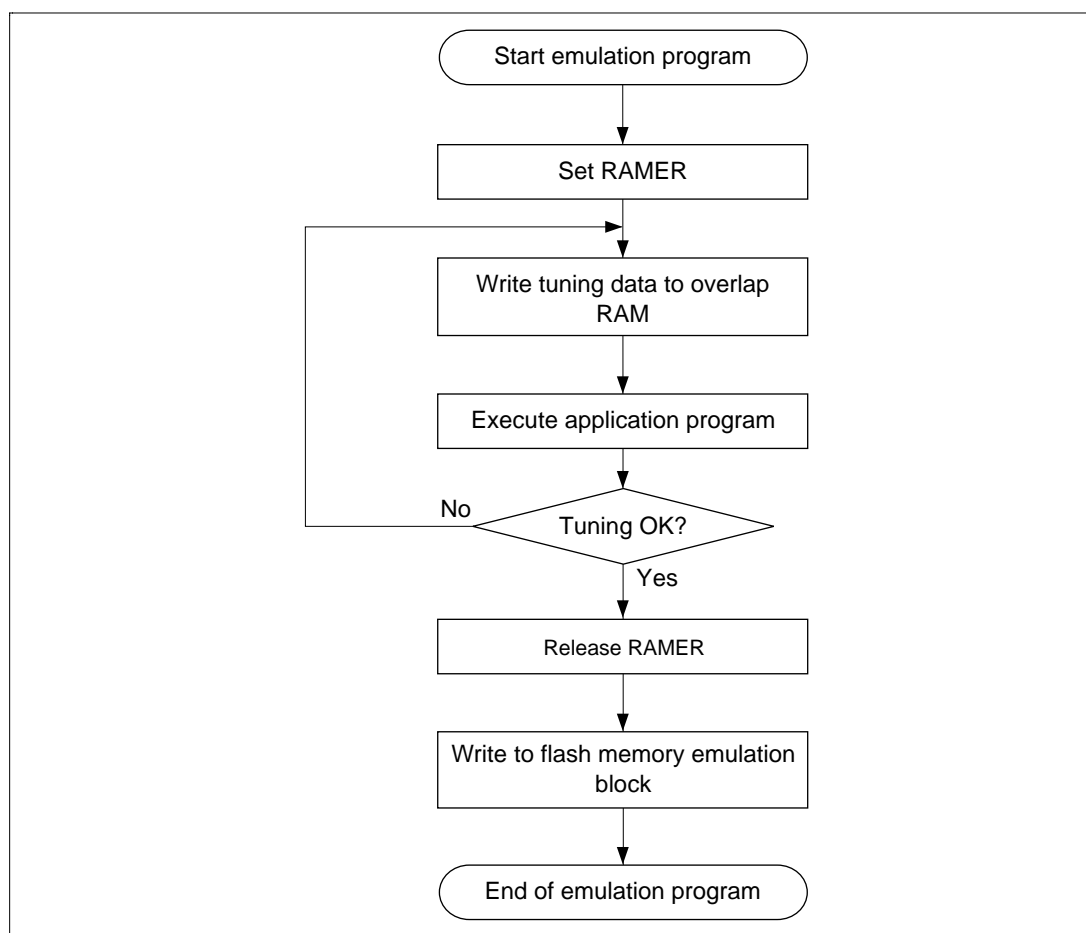 Start emulation program
Set RAMER
Write tuning data to overlap
RAM
Execute application program
No
Tuning OK?
Yes
Release RAMER
Write to flash memory emulation
block
End of emulation program